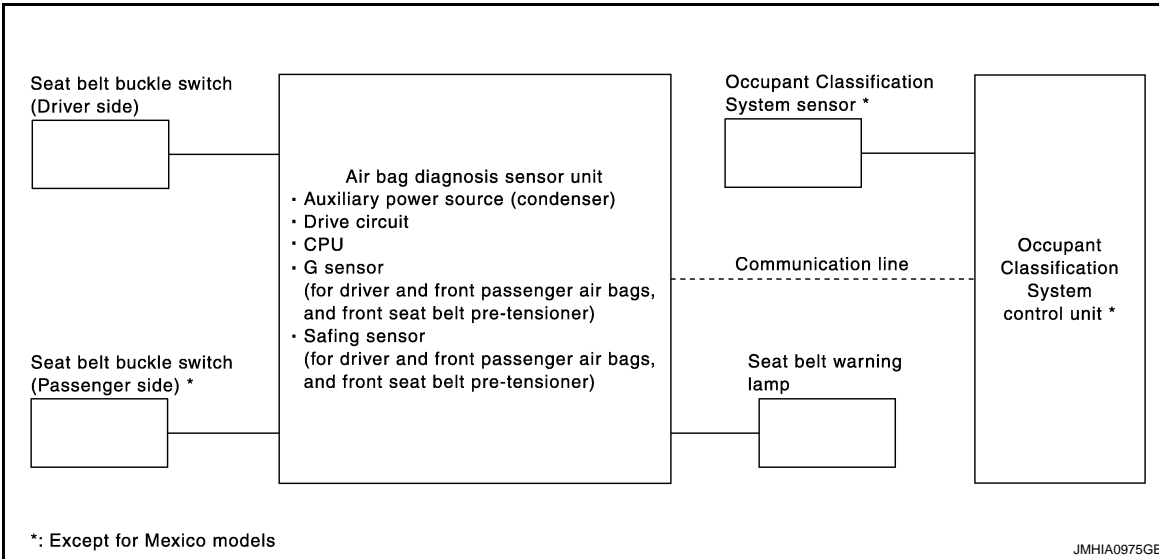 Seat belt buckle switch
(Driver side)
Air bag diagnosis sensor unit
· Auxiliary power source (condenser)
· Drive circuit
· CPU
· G sensor
(for driver and front passenger air bags,
and front seat belt pre-tensioner)
· Safing sensor
(for driver and front passenger air bags,
and front seat belt pre-tensioner)
Occupant Classification
System sensor *
Communication line
Occupant
Classification
System
control unit *
Seat belt buckle switch
(Passenger side) *
Seat belt warning
lamp
*: Except for Mexico models